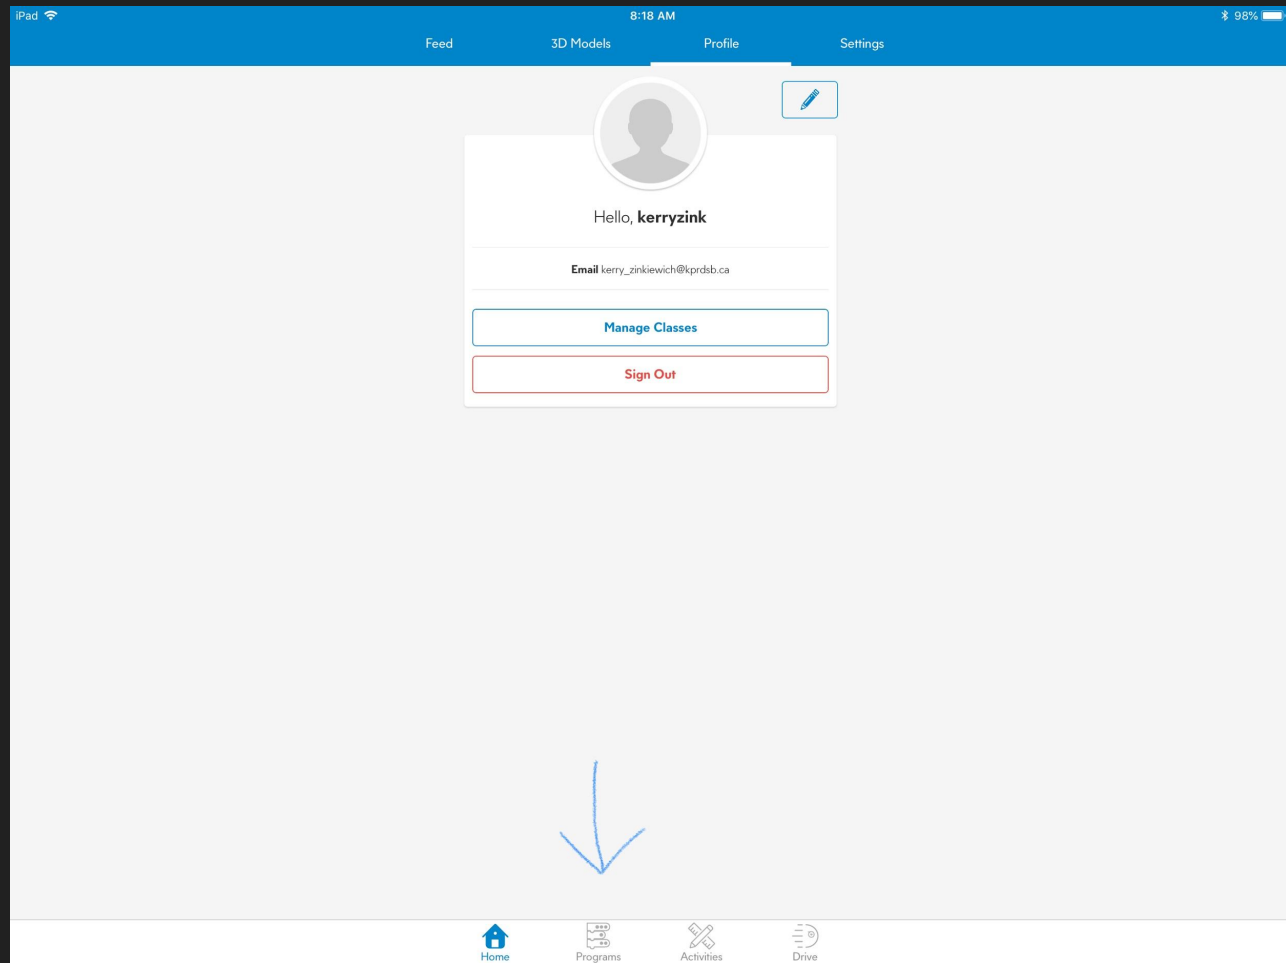 iPad 8:18 AM 98%
Feed 3D Models Profile Settings
Hello, kerryzink
Email kerry_zinkiewich@kprdsb.ca
Manage Classes
Sign Out
Home Programs Activities Drive